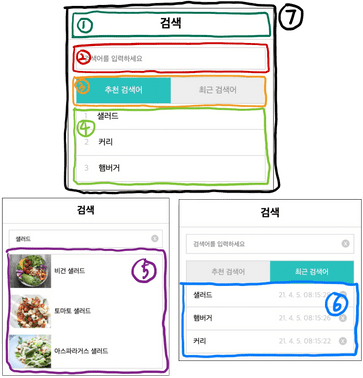 ① 검색 ⑦
② 색어를 입력하세요
③ 추천 검색어 최근 검색어
④
1 샐러드
2 커리
3 햄버거
검색
샐러드
비건 샐러드 ⑤
토마토 샐러드
아스파라거스 샐러드
검색
검색어를 입력하세요
추천 검색어 최근 검색어
샐러드 21. 4. 5. 08:15:28
햄버거 21. 4. 5. 08:15:26 ⑥
커리 21. 4. 5. 08:15:22